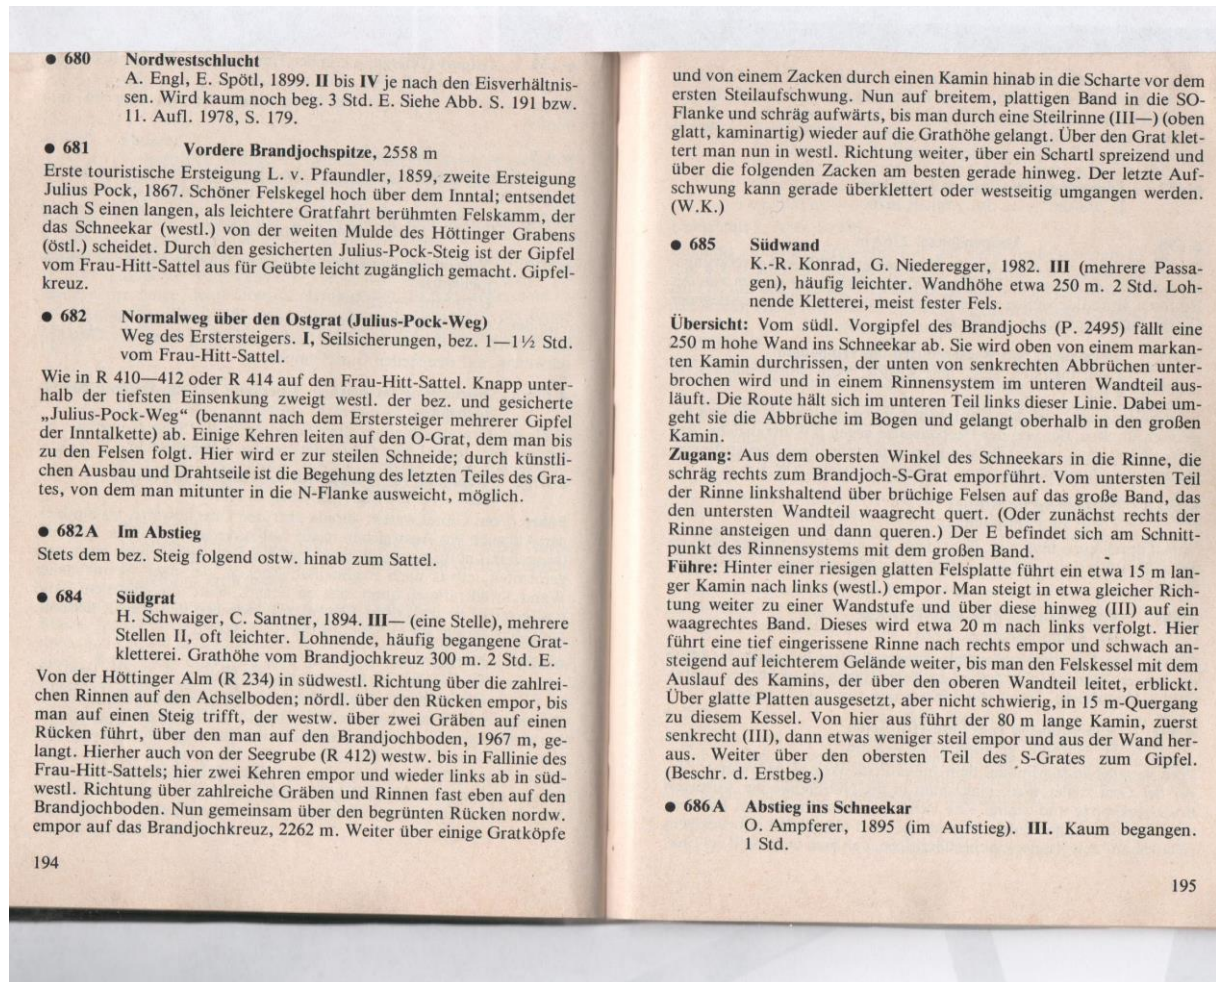 ● 680 Nordwestschlucht
A. Engl, E. Spötl, 1899. II bis IV je nach den Eisverhältnis-
sen. Wird kaum noch beg. 3 Std. E. Siehe Abb. S. 191 bzw.
11. Aufl. 1978, S. 179.
● 681 Vordere Brandjochspitze, 2558 m
Erste touristische Ersteigung L. v. Pfaundler, 1859, zweite Ersteigung
Julius Pock, 1867. Schöner Felskegel hoch über dem Inntal; entsendet
nach S einen langen, als leichtere Gratfahrt berühmten Felskamm, der
das Schneekar (westl.) von der weiten Mulde des Höttinger Grabens
(östl.) scheidet. Durch den gesicherten Julius-Pock-Steig ist der Gipfel
vom Frau-Hitt-Sattel aus für Geübte leicht zugänglich gemacht. Gipfel-
kreuz.
● 682 Normalweg über den Ostgrat (Julius-Pock-Weg)
Weg des Erstersteigers. I, Seilsicherungen, bez. 1—1½ Std.
vom Frau-Hitt-Sattel.
Wie in R 410—412 oder R 414 auf den Frau-Hitt-Sattel. Knapp unter-
halb der tiefsten Einsenkung zweigt westl. der bez. und gesicherte
„Julius-Pock-Weg“ (benannt nach dem Ersteiger mehrerer Gipfel
der Inntalkette) ab. Einige Kehren leiten auf den O-Grat, dem man bis
zu den Felsen folgt. Hier wird er zur steilen Schneide; durch künstli-
chen Ausbau und Drahtseile ist die Begehung des letzten Teiles des Gra-
tes, von dem man mitunter in die N-Flanke ausweicht, möglich.
● 682 A Im Abstieg
Stets dem bez. Steig folgend ostw. hinab zum Sattel.
● 684 Südgrat
H. Schwaiger, C. Santner, 1894. III— (eine Stelle), mehrere
Stellen II, oft leichter. Lohnende, häufig begangene Grat-
kletterei. Grathöhe vom Brandjochkreuz 300 m. 2 Std. E.
Von der Höttinger Alm (R 234) in südwestl. Richtung über die zahlrei-
chen Rinnen auf den Achselboden; nördl. über den Rücken empor, bis
man auf einen Steig trifft, der westw. über zwei Gräben auf einen
Rücken führt, über den man auf den Brandjochboden, 1967 m, ge-
langt. Hierher auch von der Seegrube (R 412) westw. bis in Fallinie des
Frau-Hitt-Sattels; hier zwei Kehren empor und wieder links ab in süd-
westl. Richtung über zahlreiche Gräben und Rinnen fast eben auf den
Brandjochboden. Nun gemeinsam über den begrünten Rücken nordw.
empor auf das Brandjochkreuz, 2262 m. Weiter über einige Gratköpfe
194
und von einem Zacken durch einen Kamin hinab in die Scharte vor dem
ersten Steilaufschwung. Nun auf breitem, plattigen Band in die SO-
Flanke und schräg aufwärts, bis man durch eine Steilrinne (III—) (oben
glatt, kaminartig) wieder auf die Grathöhe gelangt. Über den Grat klet-
tert man nun in westl. Richtung weiter, über ein Schartl spreizend und
über die folgenden Zacken am besten gerade hinweg. Der letzte Auf-
schwung kann gerade überklettert oder westseitig umgangen werden.
(W.K.)
● 685 Südwand
K.-R. Konrad, G. Niederegger, 1982. III (mehrere Passa-
gen), häufig leichter. Wandhöhe etwa 250 m. 2 Std. Loh-
nende Kletterei, meist fester Fels.
Übersicht: Vom südl. Vorgipfel des Brandjochs (P. 2495) fällt eine
250 m hohe Wand ins Schneekar ab. Sie wird oben von einem markan-
ten Kamin durchrissen, der unten von senkrechten Abbrüchen unter-
brochen wird und in einem Rinnensystem im unteren Wandteil aus-
läuft. Die Route hält sich im unteren Teil links dieser Linie. Dabei um-
geht sie die Abbrüche im Bogen und gelangt oberhalb in den großen
Kamin.
Zugang: Aus dem obersten Winkel des Schneekars in die Rinne, die
schräg rechts zum Brandjoch-S-Grat emporführt. Vom untersten Teil
der Rinne linkshaltend über brüchige Felsen auf das große Band, das
den untersten Wandteil waagrecht quert. (Oder zunächst rechts der
Rinne ansteigen und dann queren.) Der E befindet sich am Schnitt-
punkt des Rinnensystems mit dem großen Band.
Führe: Hinter einer riesigen glatten Felsplatte führt ein etwa 15 m lan-
ger Kamin nach links (westl.) empor. Man steigt in etwa gleicher Rich-
tung weiter zu einer Wandstufe und über diese hinweg (III) auf ein
waagrechtes Band. Dieses wird etwa 20 m nach links verfolgt. Hier
führt eine tief eingerissene Rinne nach rechts empor und schwach an-
steigend auf leichterem Gelände weiter, bis man den Felskessel mit dem
Auslauf des Kamins, der über den oberen Wandteil leitet, erblickt.
Über glatte Platten ausgesetzt, aber nicht schwierig, in 15 m-Quergang
zu diesem Kessel. Von hier aus führt der 80 m lange Kamin, zuerst
senkrecht (III), dann etwas weniger steil empor und aus der Wand her-
aus. Weiter über den obersten Teil des S-Grates zum Gipfel.
(Beschr. d. Erstbeg.)
● 686 A Abstieg ins Schneekar
O. Ampferer, 1895 (im Aufstieg). III. Kaum begangen.
1 Std.
195